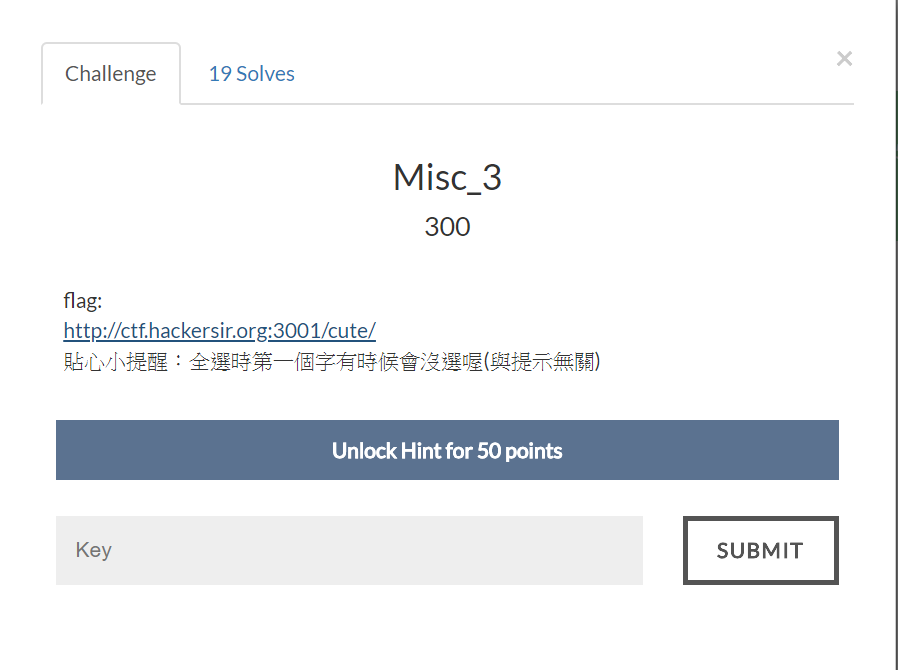 Challenge
19 Solves
×
Misc_3
300
flag:
http://ctf.hackersir.org:3001/cute/
貼心小提醒：全選時第一個字有時候會沒選喔(與提示無關)
Unlock Hint for 50 points
Key
SUBMIT